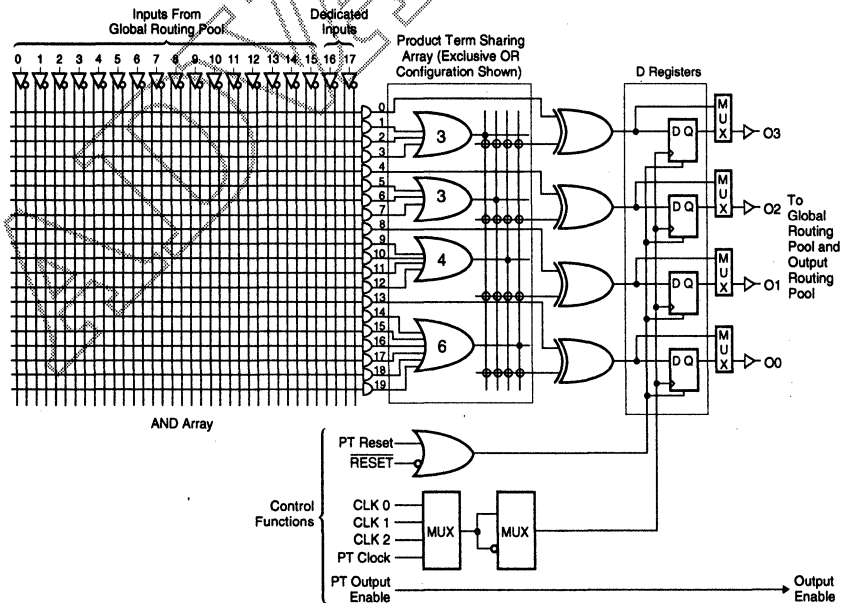 Inputs From
Global Routing Pool
Dedicated
Inputs
0 1 2 3 4 5 6 7 8 9 10 11 12 13 14 15 16 17
Product Term Sharing
Array (Exclusive OR
Configuration Shown)
D Registers
0
1
2
3
4
5
6
7
8
9
10
11
12
13
14
15
16
17
18
19
3
3
4
6
MUX
D Q
O3
MUX
D Q
O2
MUX
D Q
O1
MUX
D Q
O0
To
Global
Routing
Pool and
Output
Routing
Pool
AND Array
Control
Functions
PT Reset
RESET
CLK 0
CLK 1
CLK 2
PT Clock
MUX
MUX
PT Output
Enable
Output
Enable